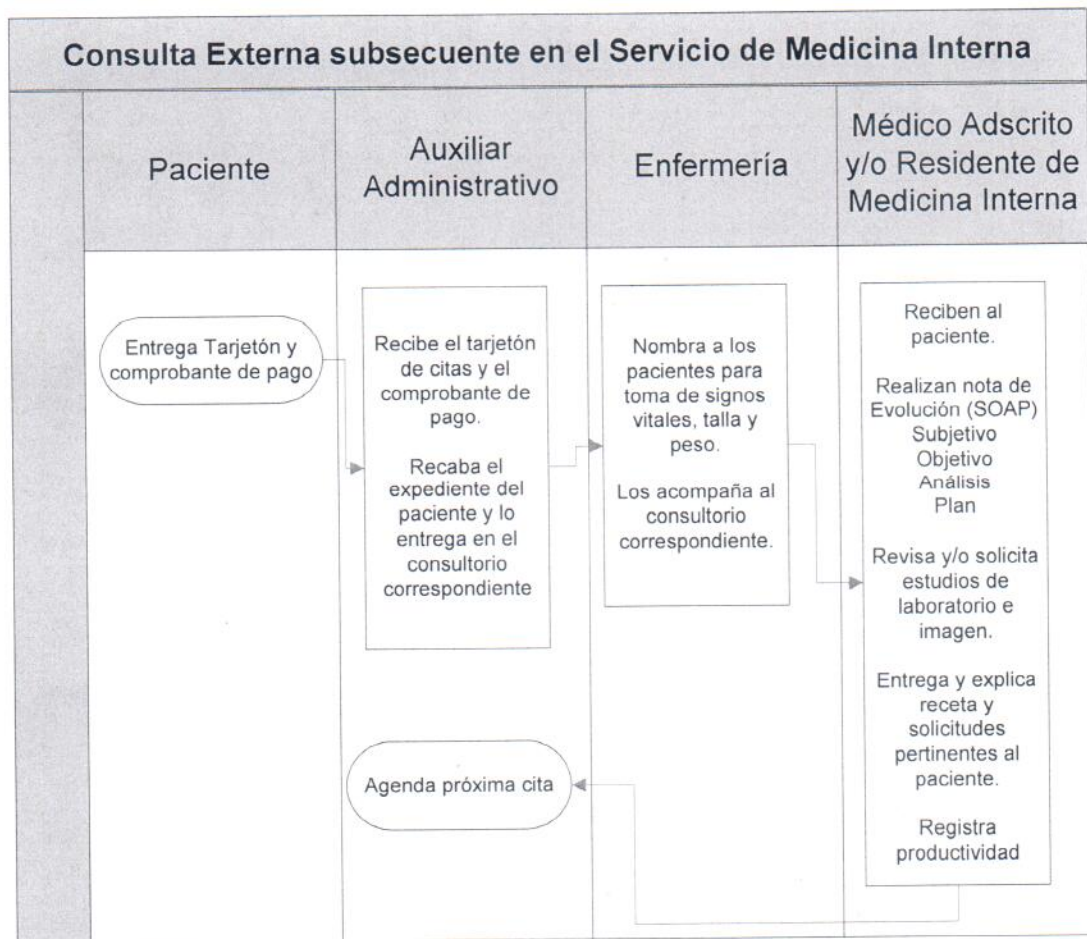 Consulta Externa subsecuente en el Servicio de Medicina Interna
Paciente
Auxiliar
Administrativo
Enfermería
Médico Adscrito
y/o Residente de
Medicina Interna
Entrega Tarjetón y
comprobante de pago
Recibe el tarjetón
de citas y el
comprobante de
pago.
Recaba el
expediente del
paciente y lo
entrega en el
consultorio
correspondiente
Nombra a los
pacientes para
toma de signos
vitales, talla y
peso.
Los acompaña al
consultorio
correspondiente.
Reciben al
paciente.
Realizan nota de
Evolución (SOAP)
Subjetivo
Objetivo
Análisis
Plan
Revisa y/o solicita
estudios de
laboratorio e
imagen.
Entrega y explica
receta y
solicitudes
pertinentes al
paciente.
Registra
productividad
Agenda próxima cita